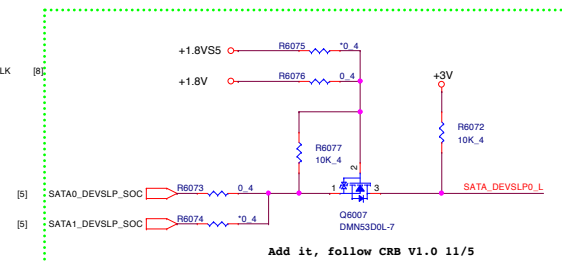 R6075 *0_4
+1.8VS5
LK [8]
+1.8V R6076 0_4
+3V
R6077
10K_4
R6072
10K_4
2
[5] SATA0_DEVSLP_SOC R6073 0_4 1 3 SATA_DEVSLP0_L
[5] SATA1_DEVSLP_SOC R6074 *0_4
Q6007
DMN53D0L-7
Add it, follow CRB V1.0 11/5